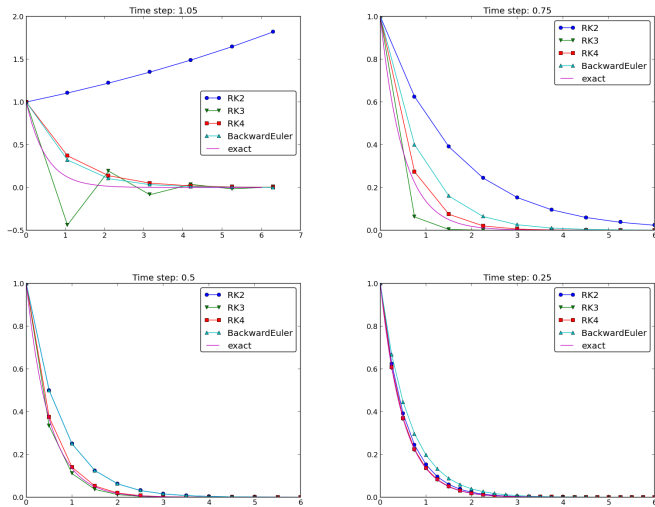 Time step: 1.05
2.0
1.5
1.0
0.5
0.0
−0.5
0 1 2 3 4 5 6 7
RK2
RK3
RK4
BackwardEuler
exact
Time step: 0.75
1.0
0.8
0.6
0.4
0.2
0.0
0 1 2 3 4 5 6
RK2
RK3
RK4
BackwardEuler
exact
Time step: 0.5
1.0
0.8
0.6
0.4
0.2
0.0
0 1 2 3 4 5 6
RK2
RK3
RK4
BackwardEuler
exact
Time step: 0.25
1.0
0.8
0.6
0.4
0.2
0.0
0 1 2 3 4 5 6
RK2
RK3
RK4
BackwardEuler
exact